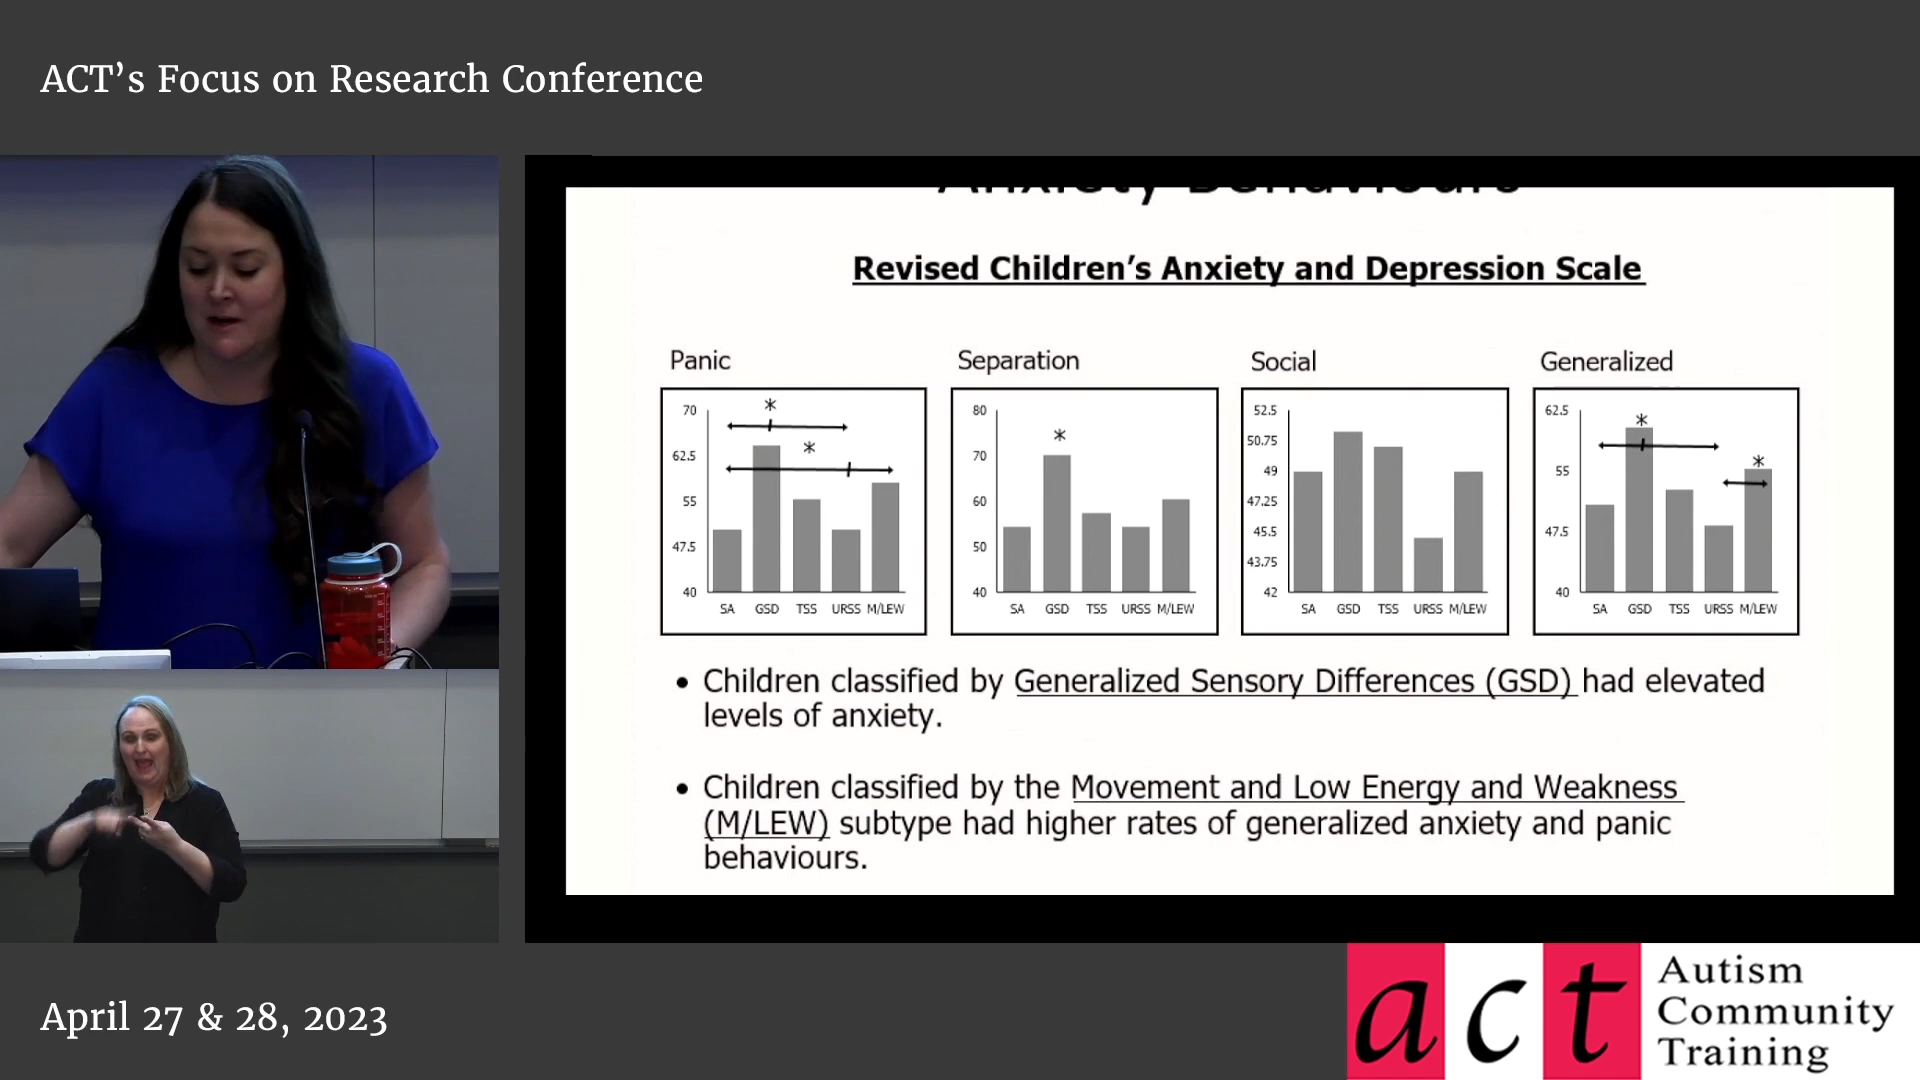 ACT’s Focus on Research Conference
Anxiety Behaviours
Revised Children’s Anxiety and Depression Scale
Panic
70
62.5
55
47.5
40
*
*
SA GSD TSS URSS M/LEW
Separation
80
70
60
50
40
*
SA GSD TSS URSS M/LEW
Social
52.5
50.75
49
47.25
45.5
43.75
42
SA GSD TSS URSS M/LEW
Generalized
62.5
55
47.5
40
*
*
SA GSD TSS URSS M/LEW
• Children classified by Generalized Sensory Differences (GSD) had elevated
levels of anxiety.
• Children classified by the Movement and Low Energy and Weakness
(M/LEW) subtype had higher rates of generalized anxiety and panic
behaviours.
April 27 & 28, 2023
act
Autism
Community
Training